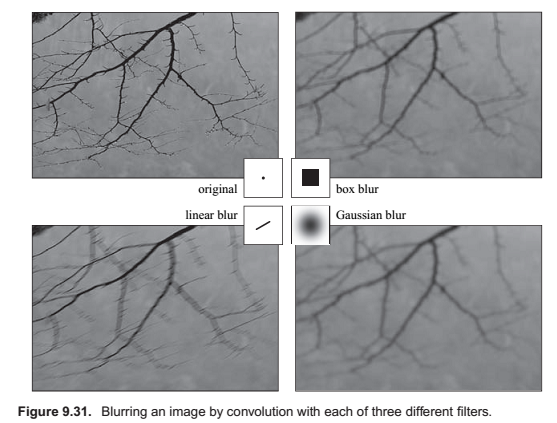 original
box blur
linear blur
Gaussian blur
Figure 9.31. Blurring an image by convolution with each of three different filters.